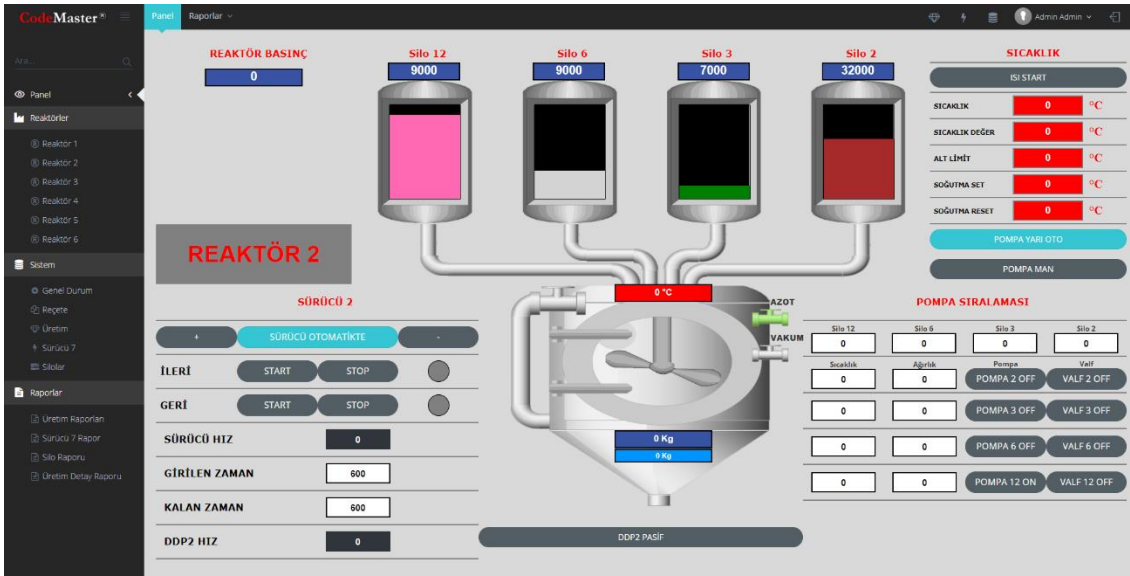 CodeMaster®
Panel
Raporlar
Admin Admin
Ara...
Panel
Reaktörler
Reaktör 1
Reaktör 2
Reaktör 3
Reaktör 4
Reaktör 5
Reaktör 6
Sistem
Genel Durum
Reçete
Üretim
Sürücü 7
Silolar
Raporlar
Üretim Raporları
Sürücü 7 Rapor
Silo Raporu
Üretim Detay Raporu
REAKTÖR BASINÇ
0
Silo 12
9000
Silo 6
9000
Silo 3
7000
Silo 2
32000
REAKTÖR 2
SÜRÜCÜ 2
+ SÜRÜCÜ OTOMATİKTE -
İLERİ START STOP
GERİ START STOP
SÜRÜCÜ HIZ 0
GİRİLEN ZAMAN 600
KALAN ZAMAN 600
DDP2 HIZ 0
0 °C
AZOT
VAKUM
0 Kg
0 Kg
DDP2 PASİF
SICAKLIK
ISI START
SICAKLIK 0 °C
SICAKLIK DEĞER 0 °C
ALT LİMİT 0 °C
SOĞUTMA SET 0 °C
SOĞUTMA RESET 0 °C
POMPA YARI OTO
POMPA MAN
POMPA SIRALAMASI
Silo 12 Silo 6 Silo 3 Silo 2
0 0 0 0
Sıcaklık Ağırlık Pompa Valf
0 0 POMPA 2 OFF VALF 2 OFF
0 0 POMPA 3 OFF VALF 3 OFF
0 0 POMPA 6 OFF VALF 6 OFF
0 0 POMPA 12 ON VALF 12 OFF